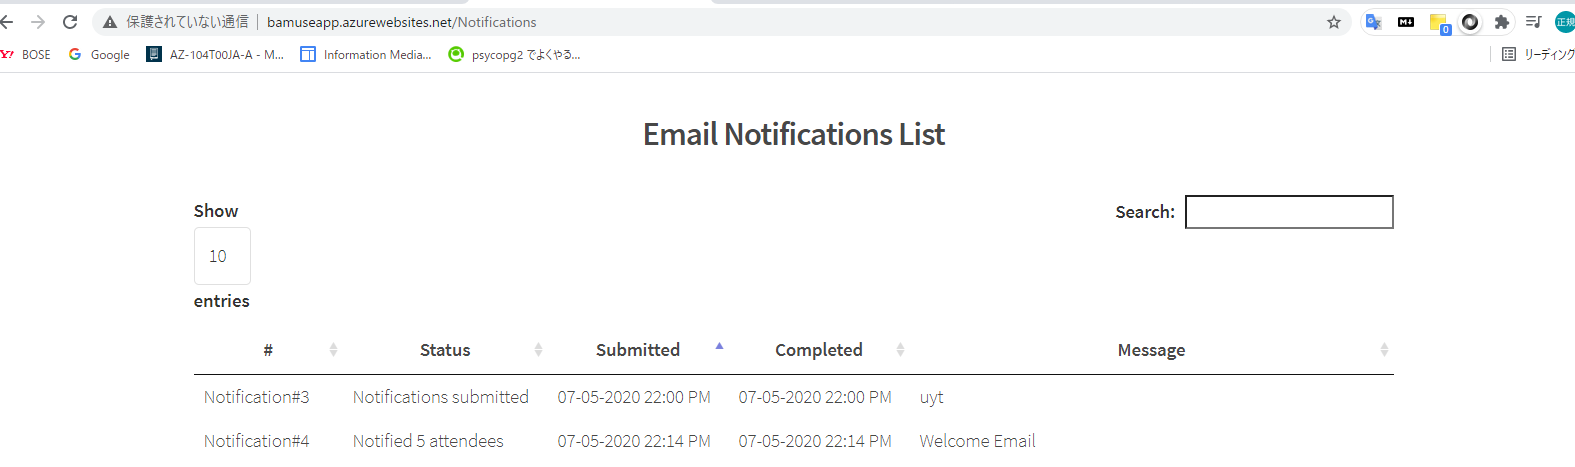 保護されていない通信 | bamuseapp.azurewebsites.net/Notifications
0
正規
Y! BOSE Google AZ-104T00JA-A - M... Information Media... psycopg2 でよくやる... リーディング
Email Notifications List
Show
Search:
10
entries
# Status Submitted Completed Message
Notification#3 Notifications submitted 07-05-2020 22:00 PM 07-05-2020 22:00 PM uyt
Notification#4 Notified 5 attendees 07-05-2020 22:14 PM 07-05-2020 22:14 PM Welcome Email